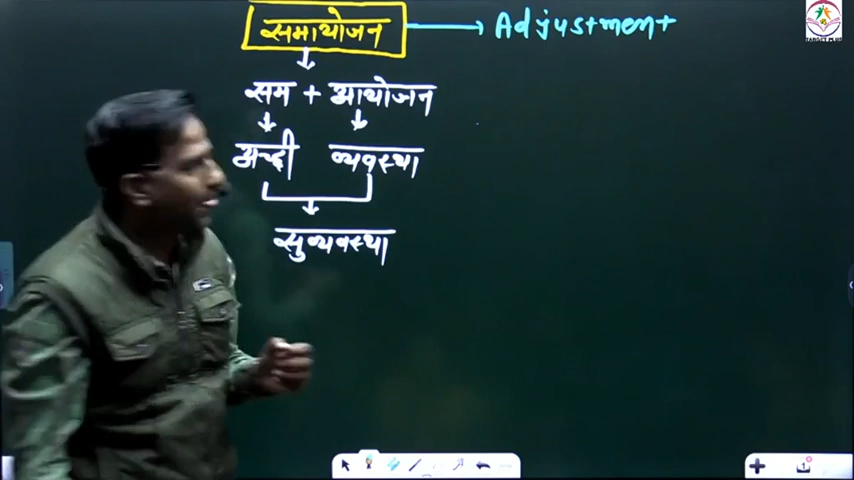 समायोजन → Adjustment
सम + आयोजन
अच्छी व्यवस्था
सुव्यवस्था